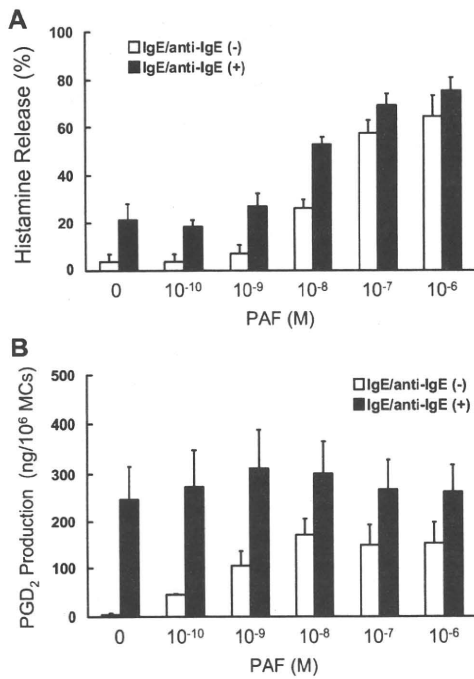 A
IgE/anti-IgE (-)
IgE/anti-IgE (+)
Histamine Release (%)
100
80
60
40
20
0
0 10⁻¹⁰ 10⁻⁹ 10⁻⁸ 10⁻⁷ 10⁻⁶
PAF (M)
B
IgE/anti-IgE (-)
IgE/anti-IgE (+)
PGD₂ Production (ng/10⁶ MCs)
500
400
300
200
100
0
0 10⁻¹⁰ 10⁻⁹ 10⁻⁸ 10⁻⁷ 10⁻⁶
PAF (M)